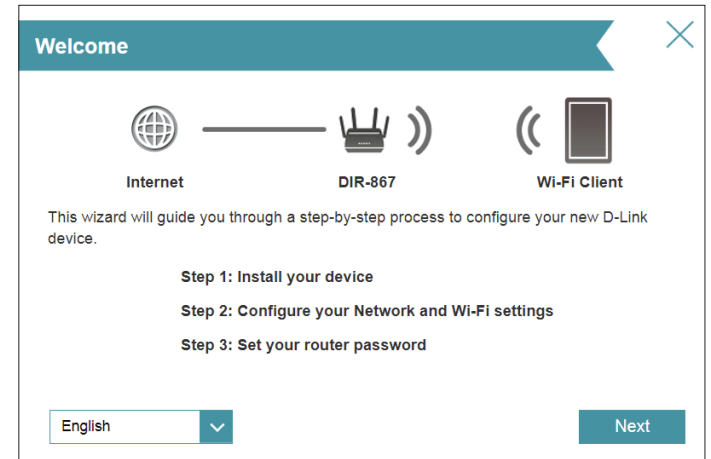 Welcome
Internet
DIR-867
Wi-Fi Client
This wizard will guide you through a step-by-step process to configure your new D-Link
device.
Step 1: Install your device
Step 2: Configure your Network and Wi-Fi settings
Step 3: Set your router password
English
Next